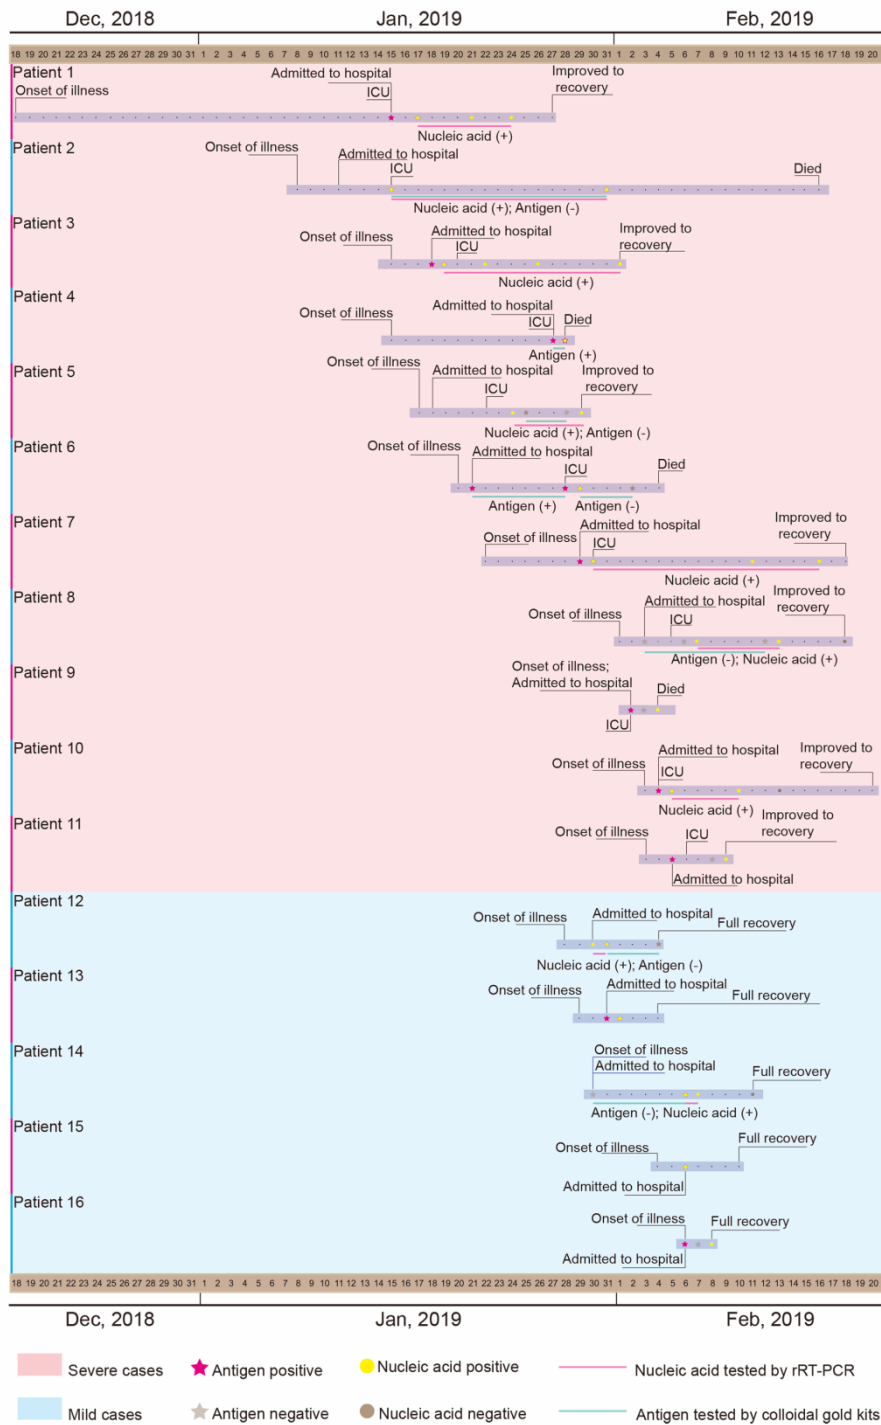 Dec, 2018 Jan, 2019 Feb, 2019
18 19 20 21 22 23 24 25 26 27 28 29 30 31 1 2 3 4 5 6 7 8 9 10 11 12 13 14 15 16 17 18 19 20 21 22 23 24 25 26 27 28 29 30 31 1 2 3 4 5 6 7 8 9 10 11 12 13 14 15 16 17 18 19 20
Patient 1
Onset of illness
Admitted to hospital
ICU
Improved to
recovery
Nucleic acid (+)
Patient 2
Onset of illness
Admitted to hospital
ICU
Died
Nucleic acid (+); Antigen (-)
Patient 3
Onset of illness
Admitted to hospital
ICU
Improved to
recovery
Nucleic acid (+)
Patient 4
Onset of illness
Admitted to hospital
ICU
Died
Antigen (+)
Patient 5
Onset of illness
Admitted to hospital
ICU
Improved to
recovery
Nucleic acid (+); Antigen (-)
Patient 6
Onset of illness
Admitted to hospital
ICU
Died
Antigen (+) Antigen (-)
Patient 7
Onset of illness
Admitted to hospital
ICU
Improved to
recovery
Nucleic acid (+)
Patient 8
Onset of illness
Admitted to hospital
ICU
Improved to
recovery
Antigen (-); Nucleic acid (+)
Patient 9
Onset of illness;
Admitted to hospital
Died
ICU
Patient 10
Onset of illness
Admitted to hospital
ICU
Improved to
recovery
Nucleic acid (+)
Patient 11
Onset of illness
ICU
Improved to
recovery
Admitted to hospital
Patient 12
Onset of illness
Admitted to hospital
Full recovery
Nucleic acid (+); Antigen (-)
Patient 13
Onset of illness
Admitted to hospital
Full recovery
Patient 14
Onset of illness
Admitted to hospital
Full recovery
Antigen (-); Nucleic acid (+)
Patient 15
Onset of illness
Full recovery
Admitted to hospital
Patient 16
Onset of illness
Full recovery
Admitted to hospital
18 19 20 21 22 23 24 25 26 27 28 29 30 31 1 2 3 4 5 6 7 8 9 10 11 12 13 14 15 16 17 18 19 20 21 22 23 24 25 26 27 28 29 30 31 1 2 3 4 5 6 7 8 9 10 11 12 13 14 15 16 17 18 19 20
Dec, 2018 Jan, 2019 Feb, 2019
Severe cases Antigen positive Nucleic acid positive Nucleic acid tested by rRT-PCR
Mild cases Antigen negative Nucleic acid negative Antigen tested by colloidal gold kits